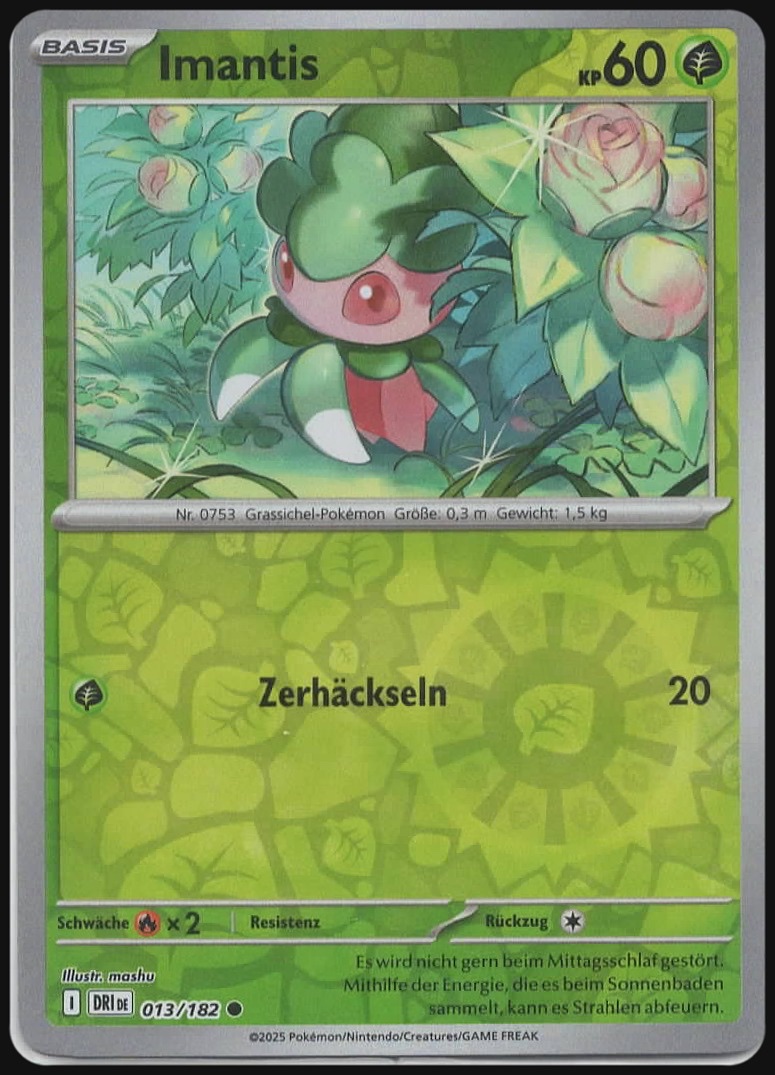 BASIS
Imantis
KP60
Nr. 0753 Grassichel-Pokémon Größe: 0,3 m Gewicht: 1,5 kg
Zerhäckseln 20
Schwäche ×2 Resistenz Rückzug
Es wird nicht gern beim Mittagsschlaf gestört.
Mithilfe der Energie, die es beim Sonnenbaden
sammelt, kann es Strahlen abfeuern.
Illustr. mashu
I DRI DE 013/182
©2025 Pokémon/Nintendo/Creatures/GAME FREAK